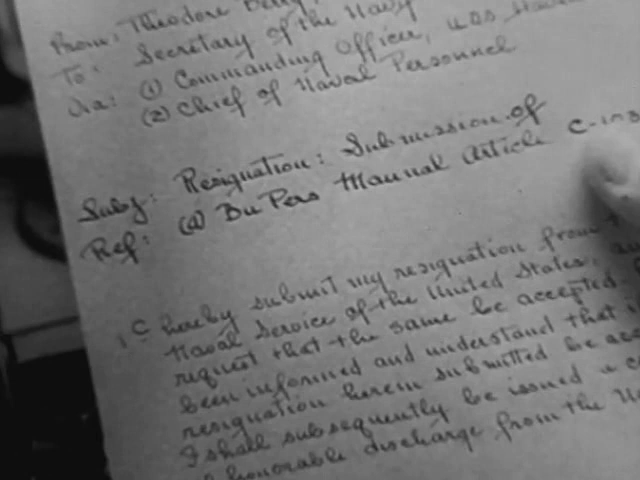 From: Theodore
To: Secretary of the Navy
Via: (1) Commanding Officer, USS
(2) Chief of Naval Personnel
Subj: Resignation: Submission of
Ref: (a) BuPers Manual Article C-103
1. I hereby submit my resignation from
Naval Service of the United States, and
request that the same be accepted
been informed and understand that
resignation herein submitted be
I shall subsequently be issued a
honorable discharge from the